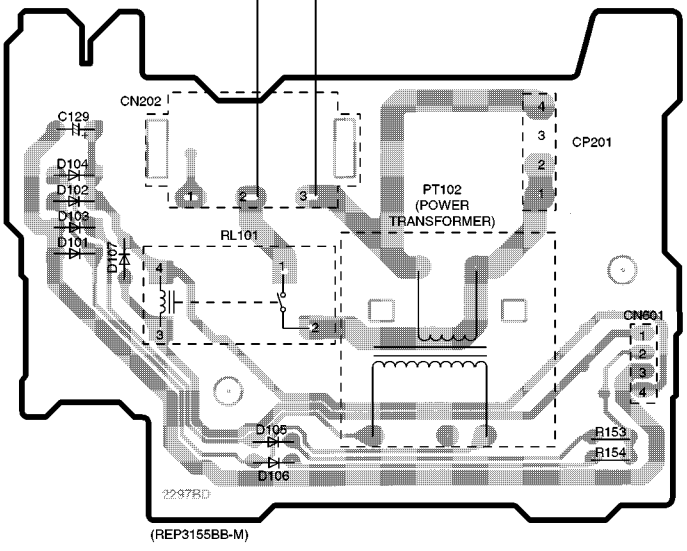 CN202
C129
4
3
CP201
2
1
D104
D102
D103
D101
D107
1
2
3
PT102
(POWER
TRANSFORMER)
RL101
4
1
3
2
CN601
1
2
3
4
D105
D106
R153
R154
2297BD
(REP3155BB-M)